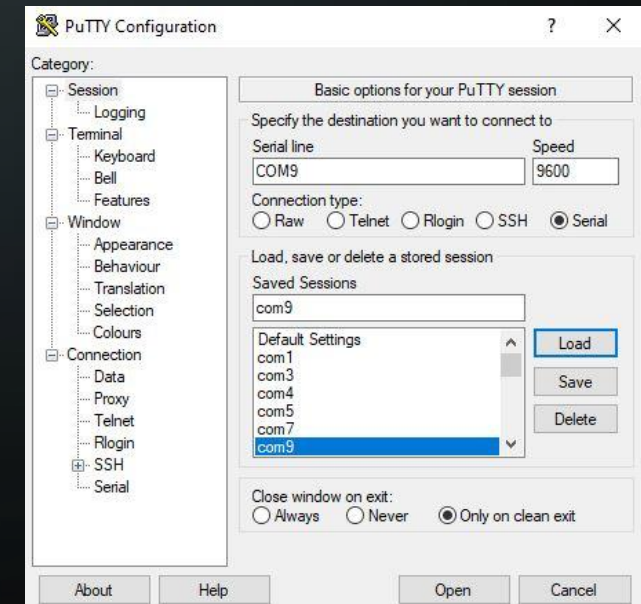 PuTTY Configuration ? ×
Category:
Session
Logging
Terminal
Keyboard
Bell
Features
Window
Appearance
Behaviour
Translation
Selection
Colours
Connection
Data
Proxy
Telnet
Rlogin
SSH
Serial
Basic options for your PuTTY session
Specify the destination you want to connect to
Serial line Speed
COM9 9600
Connection type:
Raw Telnet Rlogin SSH Serial
Load, save or delete a stored session
Saved Sessions
com9
Default Settings
com1
com3
com4
com5
com7
com9
Load
Save
Delete
Close window on exit:
Always Never Only on clean exit
About Help Open Cancel